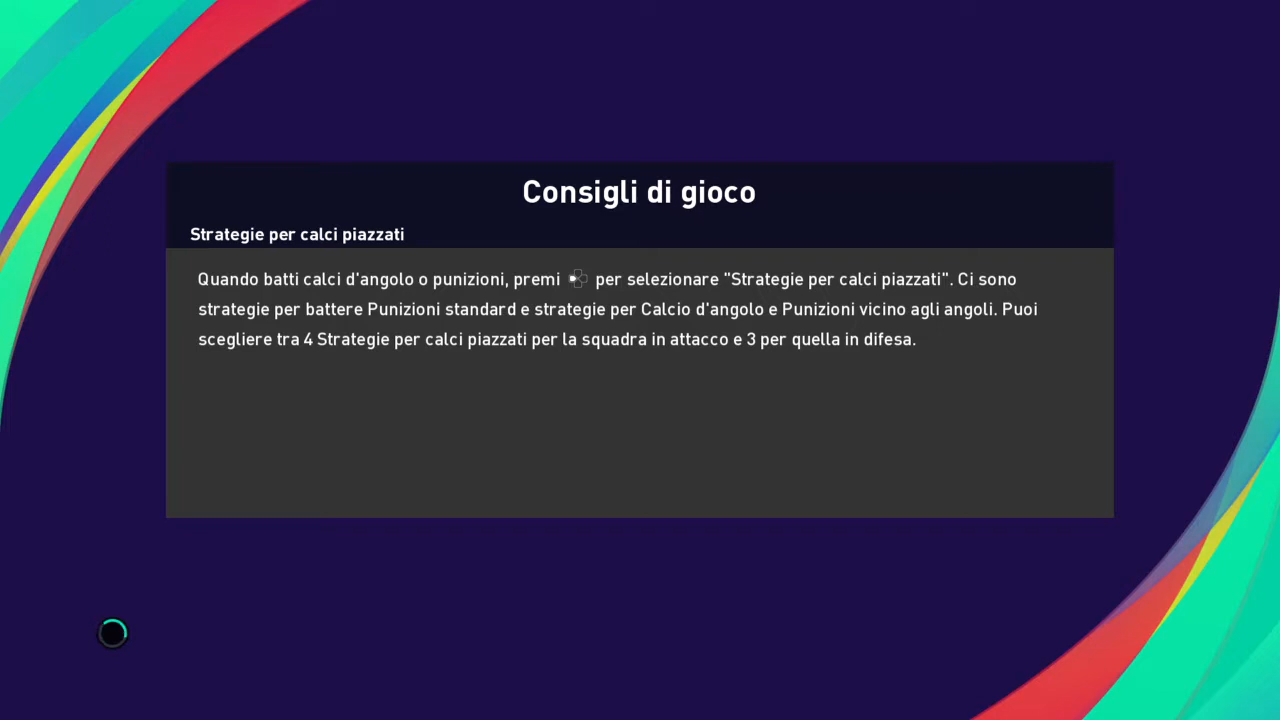 Consigli di gioco
Strategie per calci piazzati
Quando batti calci d'angolo o punizioni, premi per selezionare "Strategie per calci piazzati". Ci sono
strategie per battere Punizioni standard e strategie per Calcio d'angolo e Punizioni vicino agli angoli. Puoi
scegliere tra 4 Strategie per calci piazzati per la squadra in attacco e 3 per quella in difesa.